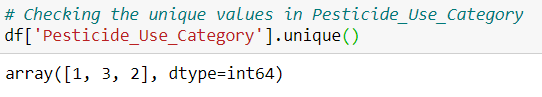 # Checking the unique values in Pesticide_Use_Category
df['Pesticide_Use_Category'].unique()
array([1, 3, 2], dtype=int64)